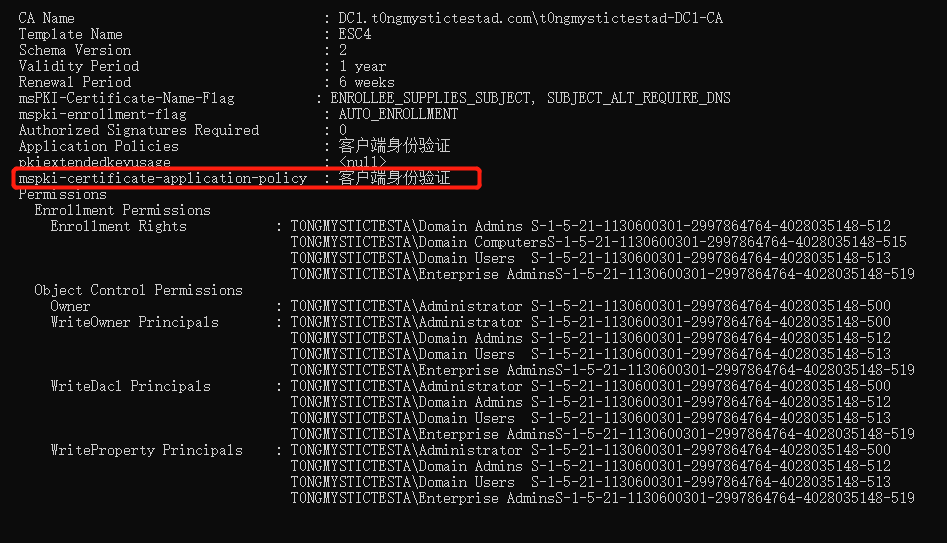 CA Name : DC1.t0ngmystictestad.com\t0ngmystictestad-DC1-CA
Template Name : ESC4
Schema Version : 2
Validity Period : 1 year
Renewal Period : 6 weeks
msPKI-Certificate-Name-Flag : ENROLLEE_SUPPLIES_SUBJECT, SUBJECT_ALT_REQUIRE_DNS
mspki-enrollment-flag : AUTO_ENROLLMENT
Authorized Signatures Required : 0
Application Policies : 客户端身份验证
pkiextendedkeyusage : <null>
mspki-certificate-application-policy : 客户端身份验证
Permissions
Enrollment Permissions
Enrollment Rights : TONGMYSTICTESTA\Domain Admins S-1-5-21-1130600301-2997864764-4028035148-512
TONGMYSTICTESTA\Domain ComputersS-1-5-21-1130600301-2997864764-4028035148-515
TONGMYSTICTESTA\Domain Users S-1-5-21-1130600301-2997864764-4028035148-513
TONGMYSTICTESTA\Enterprise AdminsS-1-5-21-1130600301-2997864764-4028035148-519
Object Control Permissions
Owner : TONGMYSTICTESTA\Administrator S-1-5-21-1130600301-2997864764-4028035148-500
WriteOwner Principals : TONGMYSTICTESTA\Administrator S-1-5-21-1130600301-2997864764-4028035148-500
TONGMYSTICTESTA\Domain Admins S-1-5-21-1130600301-2997864764-4028035148-512
TONGMYSTICTESTA\Domain Users S-1-5-21-1130600301-2997864764-4028035148-513
TONGMYSTICTESTA\Enterprise AdminsS-1-5-21-1130600301-2997864764-4028035148-519
WriteDacl Principals : TONGMYSTICTESTA\Administrator S-1-5-21-1130600301-2997864764-4028035148-500
TONGMYSTICTESTA\Domain Admins S-1-5-21-1130600301-2997864764-4028035148-512
TONGMYSTICTESTA\Domain Users S-1-5-21-1130600301-2997864764-4028035148-513
TONGMYSTICTESTA\Enterprise AdminsS-1-5-21-1130600301-2997864764-4028035148-519
WriteProperty Principals : TONGMYSTICTESTA\Administrator S-1-5-21-1130600301-2997864764-4028035148-500
TONGMYSTICTESTA\Domain Admins S-1-5-21-1130600301-2997864764-4028035148-512
TONGMYSTICTESTA\Domain Users S-1-5-21-1130600301-2997864764-4028035148-513
TONGMYSTICTESTA\Enterprise AdminsS-1-5-21-1130600301-2997864764-4028035148-519